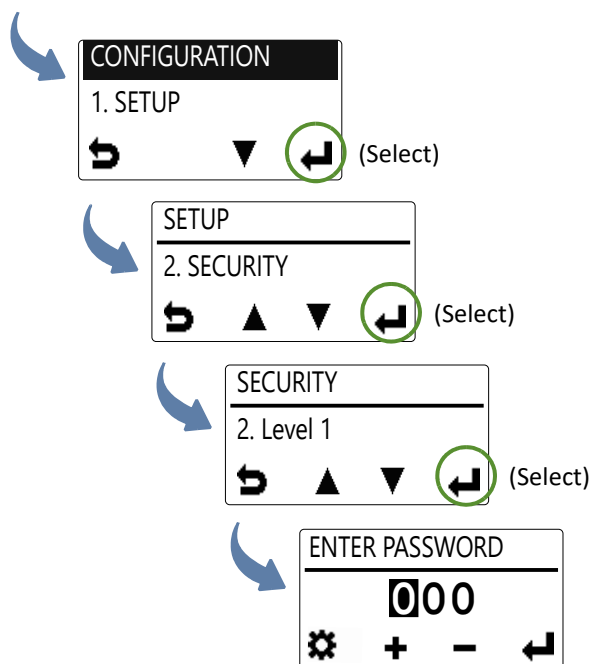 CONFIGURATION
1. SETUP
(Select)
SETUP
2. SECURITY
(Select)
SECURITY
2. Level 1
(Select)
ENTER PASSWORD
000
+ -